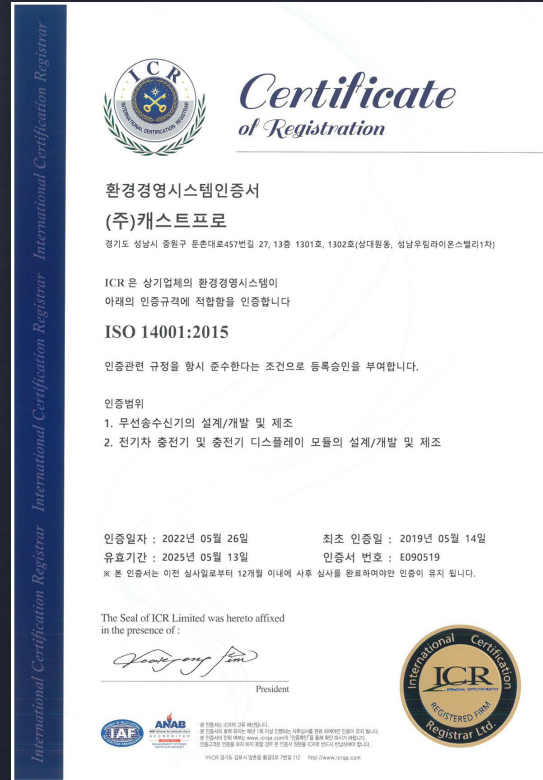 International Certification Registrar International Certification Registrar International Certification Registrar
ICR
INTERNATIONAL CERTIFICATION REGISTRAR
Certificate
of Registration
환경경영시스템인증서
(주)캐스트프로
경기도 성남시 중원구 둔촌대로457번길 27, 13층 1301호, 1302호(상대원동, 성남우림라이온스밸리1차)
ICR 은 상기업체의 환경경영시스템이
아래의 인증규격에 적합함을 인증합니다
ISO 14001:2015
인증관련 규정을 항시 준수한다는 조건으로 등록승인을 부여합니다.
인증범위
1. 무선송수신기의 설계/개발 및 제조
2. 전기차 충전기 및 충전기 디스플레이 모듈의 설계/개발 및 제조
인증일자 : 2022년 05월 26일 최초 인증일 : 2019년 05월 14일
유효기간 : 2025년 05월 13일 인증서 번호 : E090519
※ 본 인증서는 이전 심사일로부터 12개월 이내에 사후 심사를 완료하여야만 인증이 유지 됩니다.
The Seal of ICR Limited was hereto affixed
in the presence of :
President
IAF
ANAB
ACCREDITED
International Certification
ICR
REGISTERED FIRM
Registrar Ltd.
http://www.icrqa.com